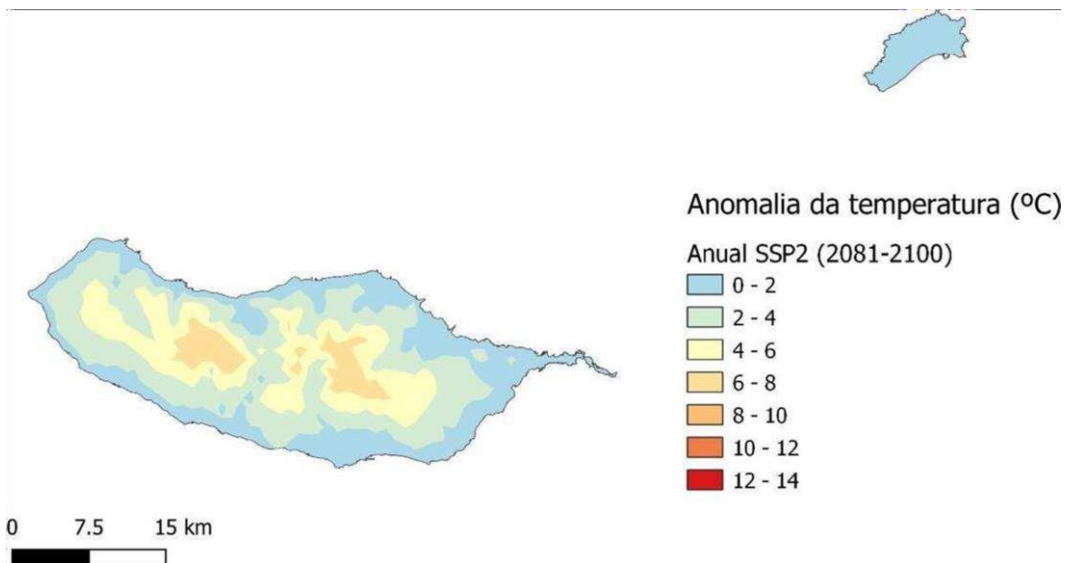 Anomalia da temperatura (ºC)
Anual SSP2 (2081-2100)
0 - 2
2 - 4
4 - 6
6 - 8
8 - 10
10 - 12
12 - 14
0 7.5 15 km